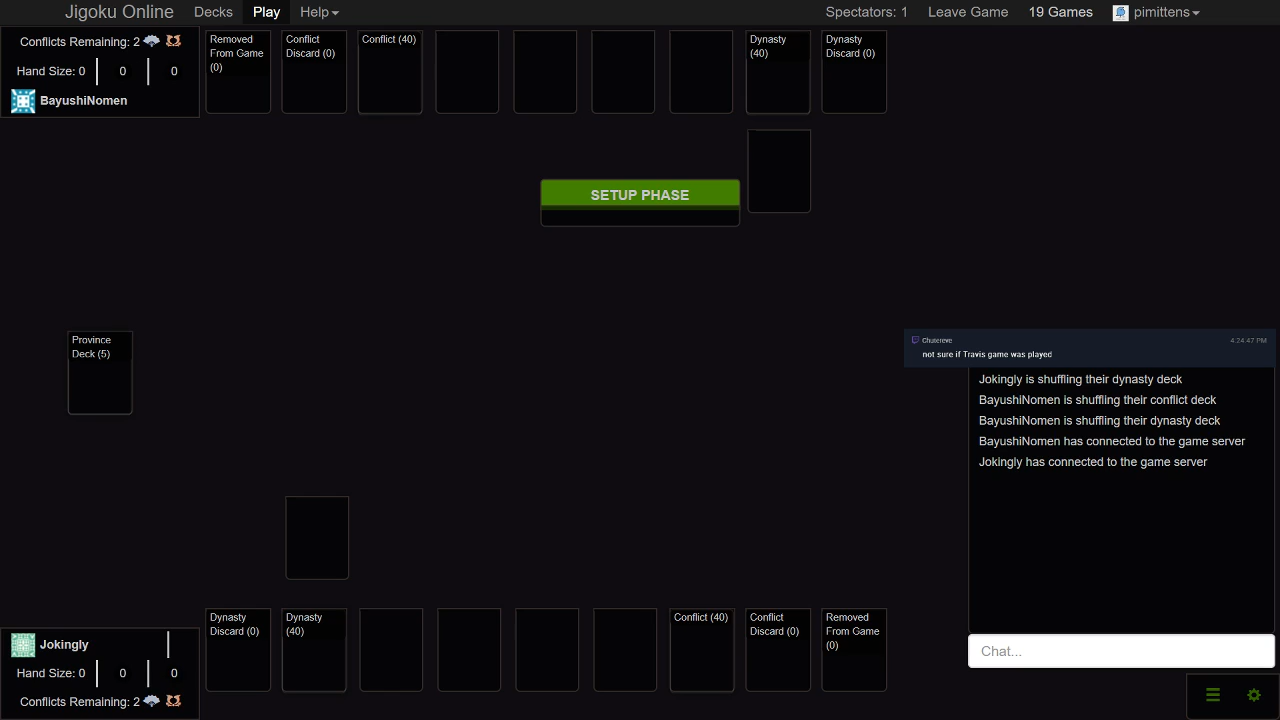 Jigoku Online Decks Play Help Spectators: 1 Leave Game 19 Games pimittens
Conflicts Remaining: 2
Hand Size: 0 0 0
BayushiNomen
Removed
From Game
(0)
Conflict
Discard (0)
Conflict (40)
Dynasty
(40)
Dynasty
Discard (0)
SETUP PHASE
Province
Deck (5)
Chutereve 4:24:47 PM
not sure if Travis game was played
Jokingly is shuffling their dynasty deck
BayushiNomen is shuffling their conflict deck
BayushiNomen is shuffling their dynasty deck
BayushiNomen has connected to the game server
Jokingly has connected to the game server
Chat...
Jokingly
Hand Size: 0 0 0
Conflicts Remaining: 2
Dynasty
Discard (0)
Dynasty
(40)
Conflict (40)
Conflict
Discard (0)
Removed
From Game
(0)